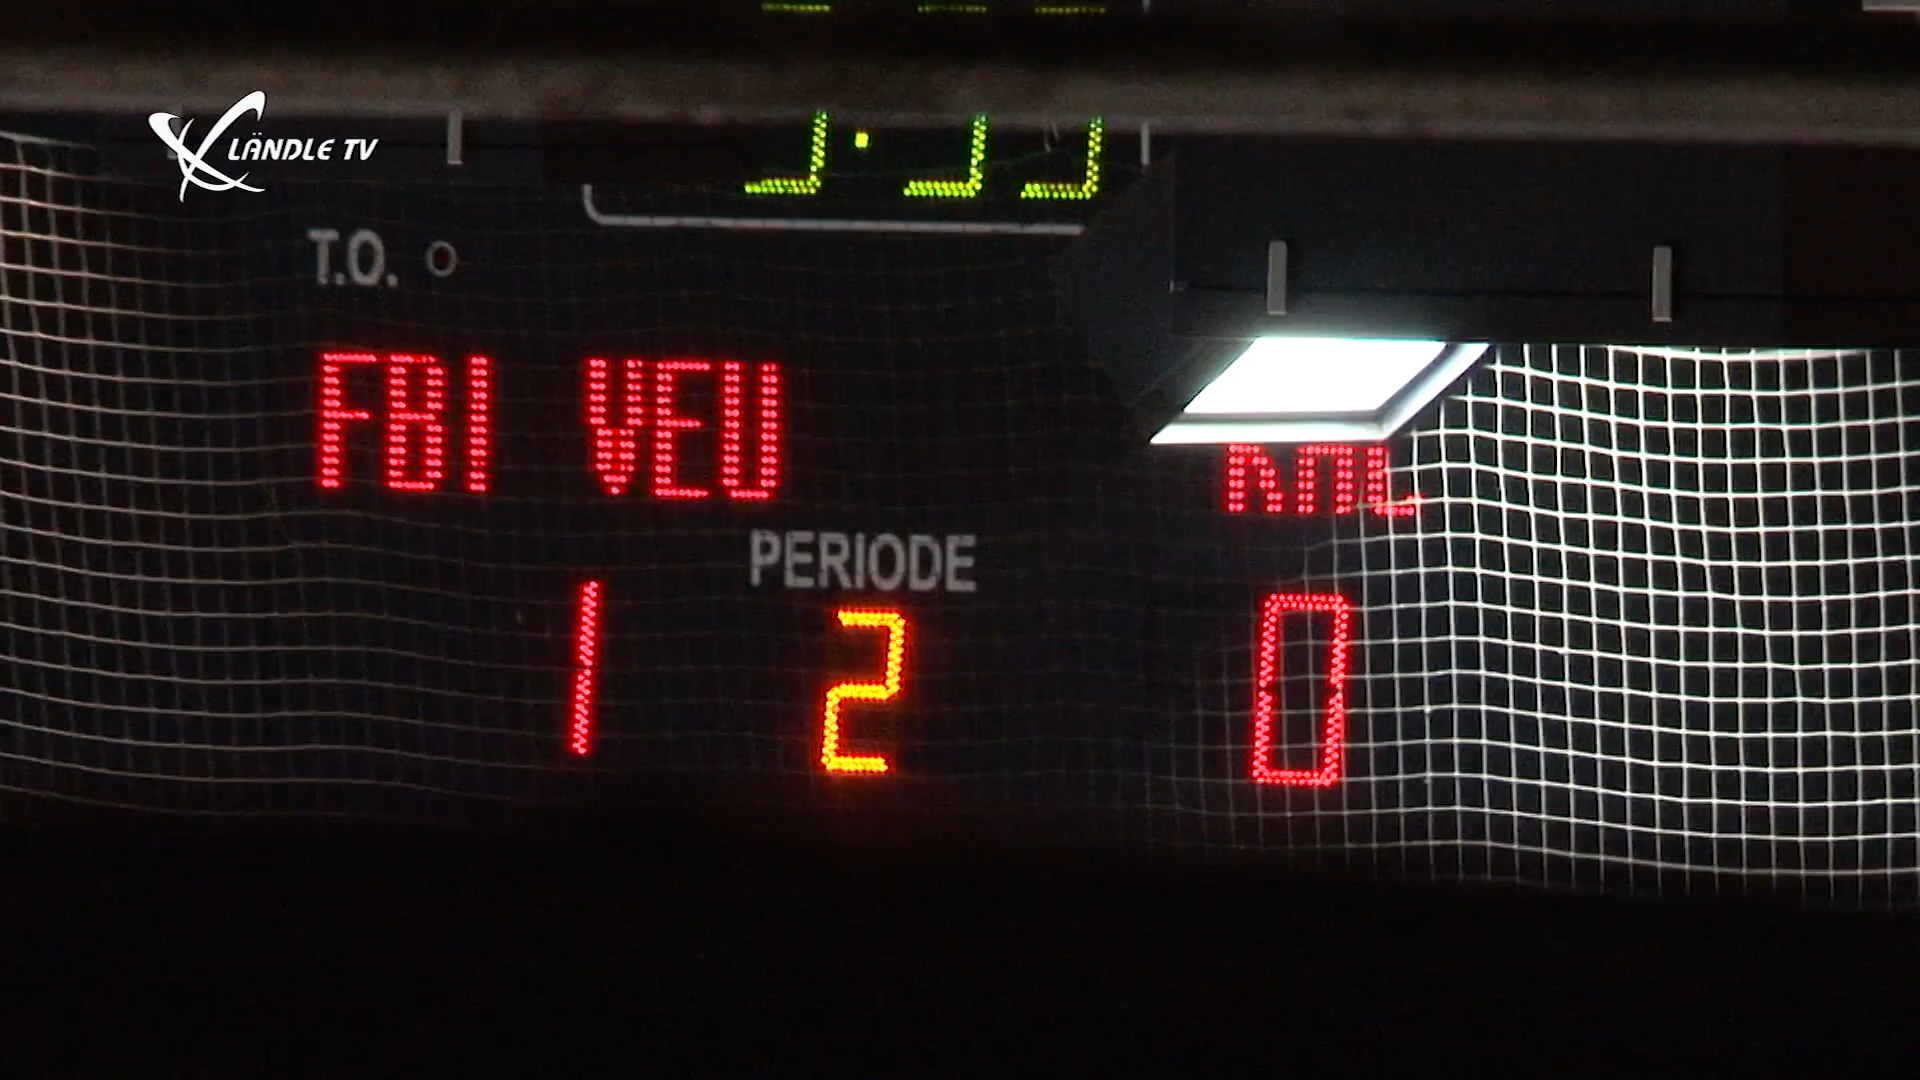 LÄNDLE TV
T.O.
FBI VEU
PERIODE
1 2 0